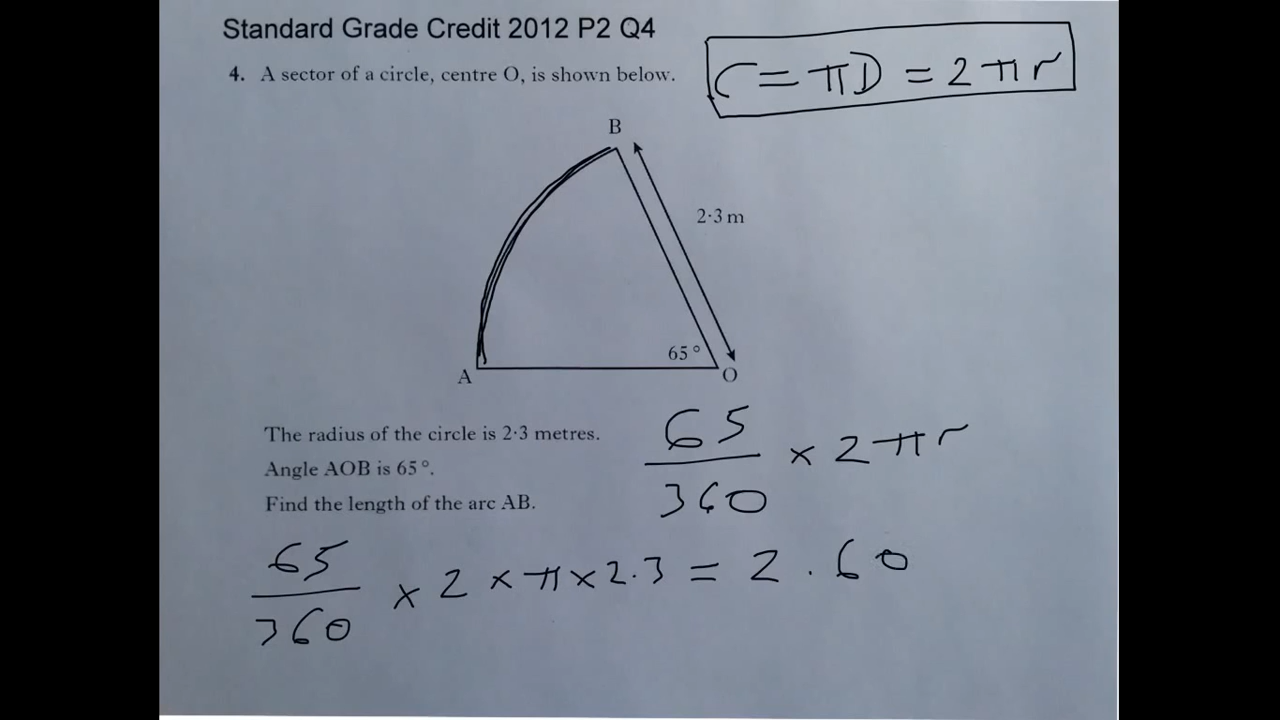 Standard Grade Credit 2012 P2 Q4
C = πD = 2πr
4. A sector of a circle, centre O, is shown below.
B
2·3 m
65°
A
O
The radius of the circle is 2·3 metres.
Angle AOB is 65°.
Find the length of the arc AB.
65
360
× 2πr
65
360
× 2 × π × 2.3 = 2.60